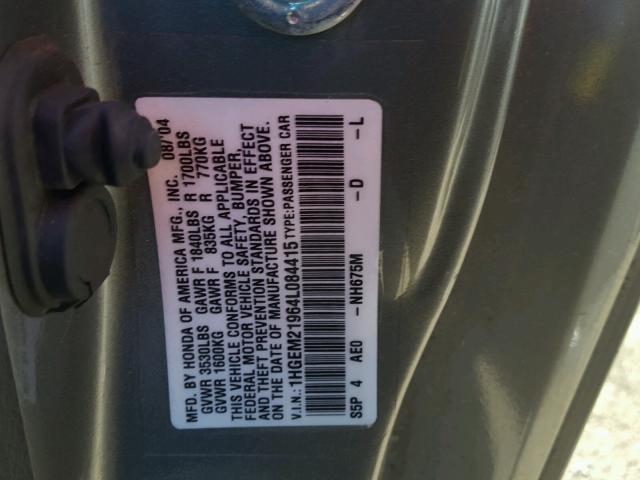 MFD. BY HONDA OF AMERICA MFG., INC. 08/04
GVWR 3530LBS GAWR F 1840LBS R 1700LBS
GVWR 1600KG GAWR F 835KG R 770KG
THIS VEHICLE CONFORMS TO ALL APPLICABLE
FEDERAL MOTOR VEHICLE SAFETY, BUMPER,
AND THEFT PREVENTION STANDARDS IN EFFECT
ON THE DATE OF MANUFACTURE SHOWN ABOVE.
V.I.N.: 1HGEM21964L084415 TYPE: PASSENGER CAR
S5P 4 AE0 -NH675M -D -L